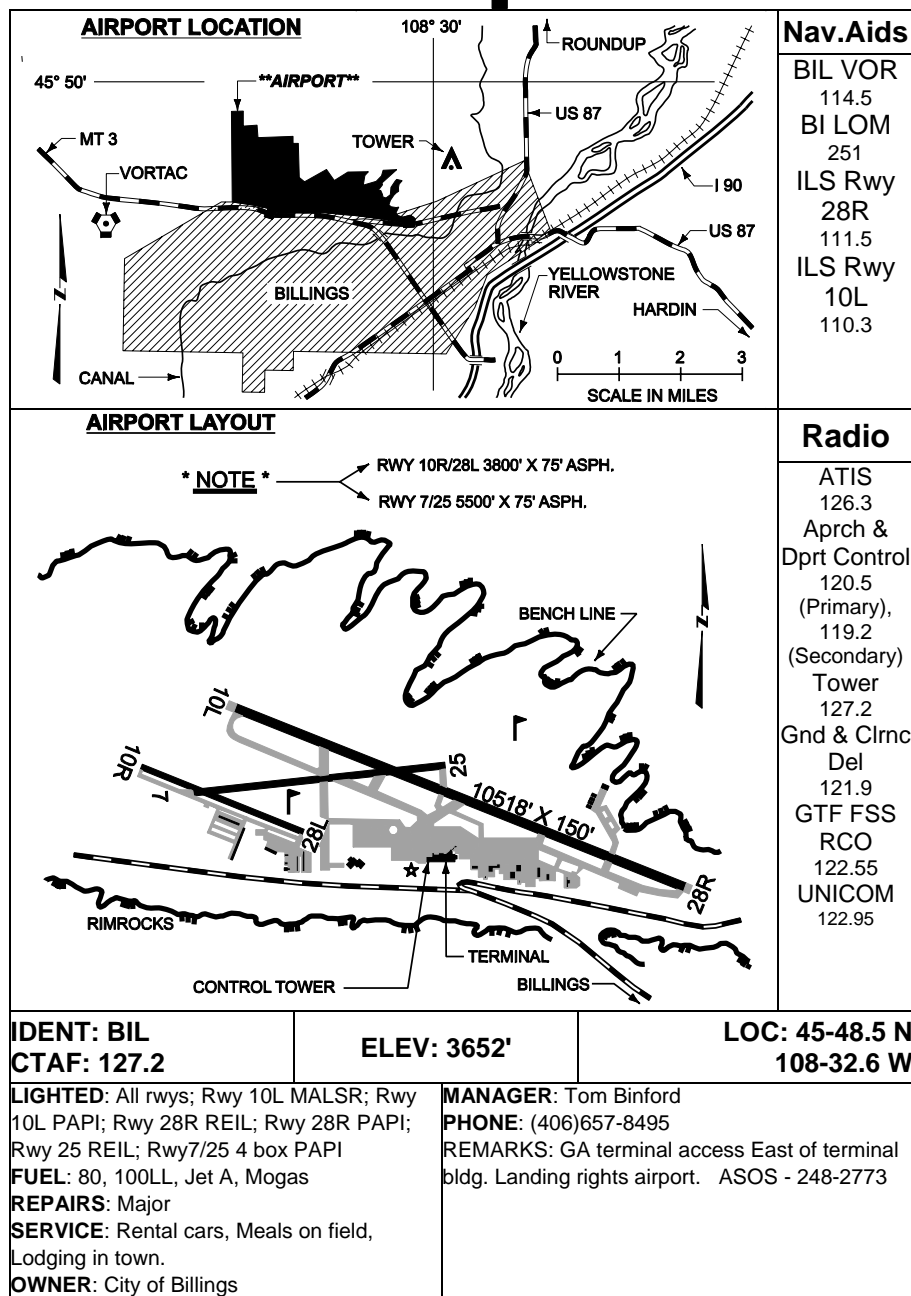 AIRPORT LOCATION
108° 30'
ROUNDUP
45° 50'
**AIRPORT**
US 87
MT 3
TOWER
VORTAC
I 90
US 87
N
YELLOWSTONE
RIVER
BILLINGS
HARDIN
CANAL
0 1 2 3
SCALE IN MILES
Nav.Aids
BIL VOR
114.5
BI LOM
251
ILS Rwy
28R
111.5
ILS Rwy
10L
110.3
AIRPORT LAYOUT
* NOTE *
RWY 10R/28L 3800' X 75' ASPH.
RWY 7/25 5500' X 75' ASPH.
BENCH LINE
N
10L
10R
25
7
10518' X 150'
28L
28R
RIMROCKS
TERMINAL
CONTROL TOWER
BILLINGS
Radio
ATIS
126.3
Aprch &
Dprt Control
120.5
(Primary),
119.2
(Secondary)
Tower
127.2
Gnd & Clrnc
Del
121.9
GTF FSS
RCO
122.55
UNICOM
122.95
IDENT: BIL
CTAF: 127.2
ELEV: 3652'
LOC: 45-48.5 N
108-32.6 W
LIGHTED: All rwys; Rwy 10L MALSR; Rwy
10L PAPI; Rwy 28R REIL; Rwy 28R PAPI;
Rwy 25 REIL; Rwy7/25 4 box PAPI
FUEL: 80, 100LL, Jet A, Mogas
REPAIRS: Major
SERVICE: Rental cars, Meals on field,
Lodging in town.
OWNER: City of Billings
MANAGER: Tom Binford
PHONE: (406)657-8495
REMARKS: GA terminal access East of terminal
bldg. Landing rights airport. ASOS - 248-2773